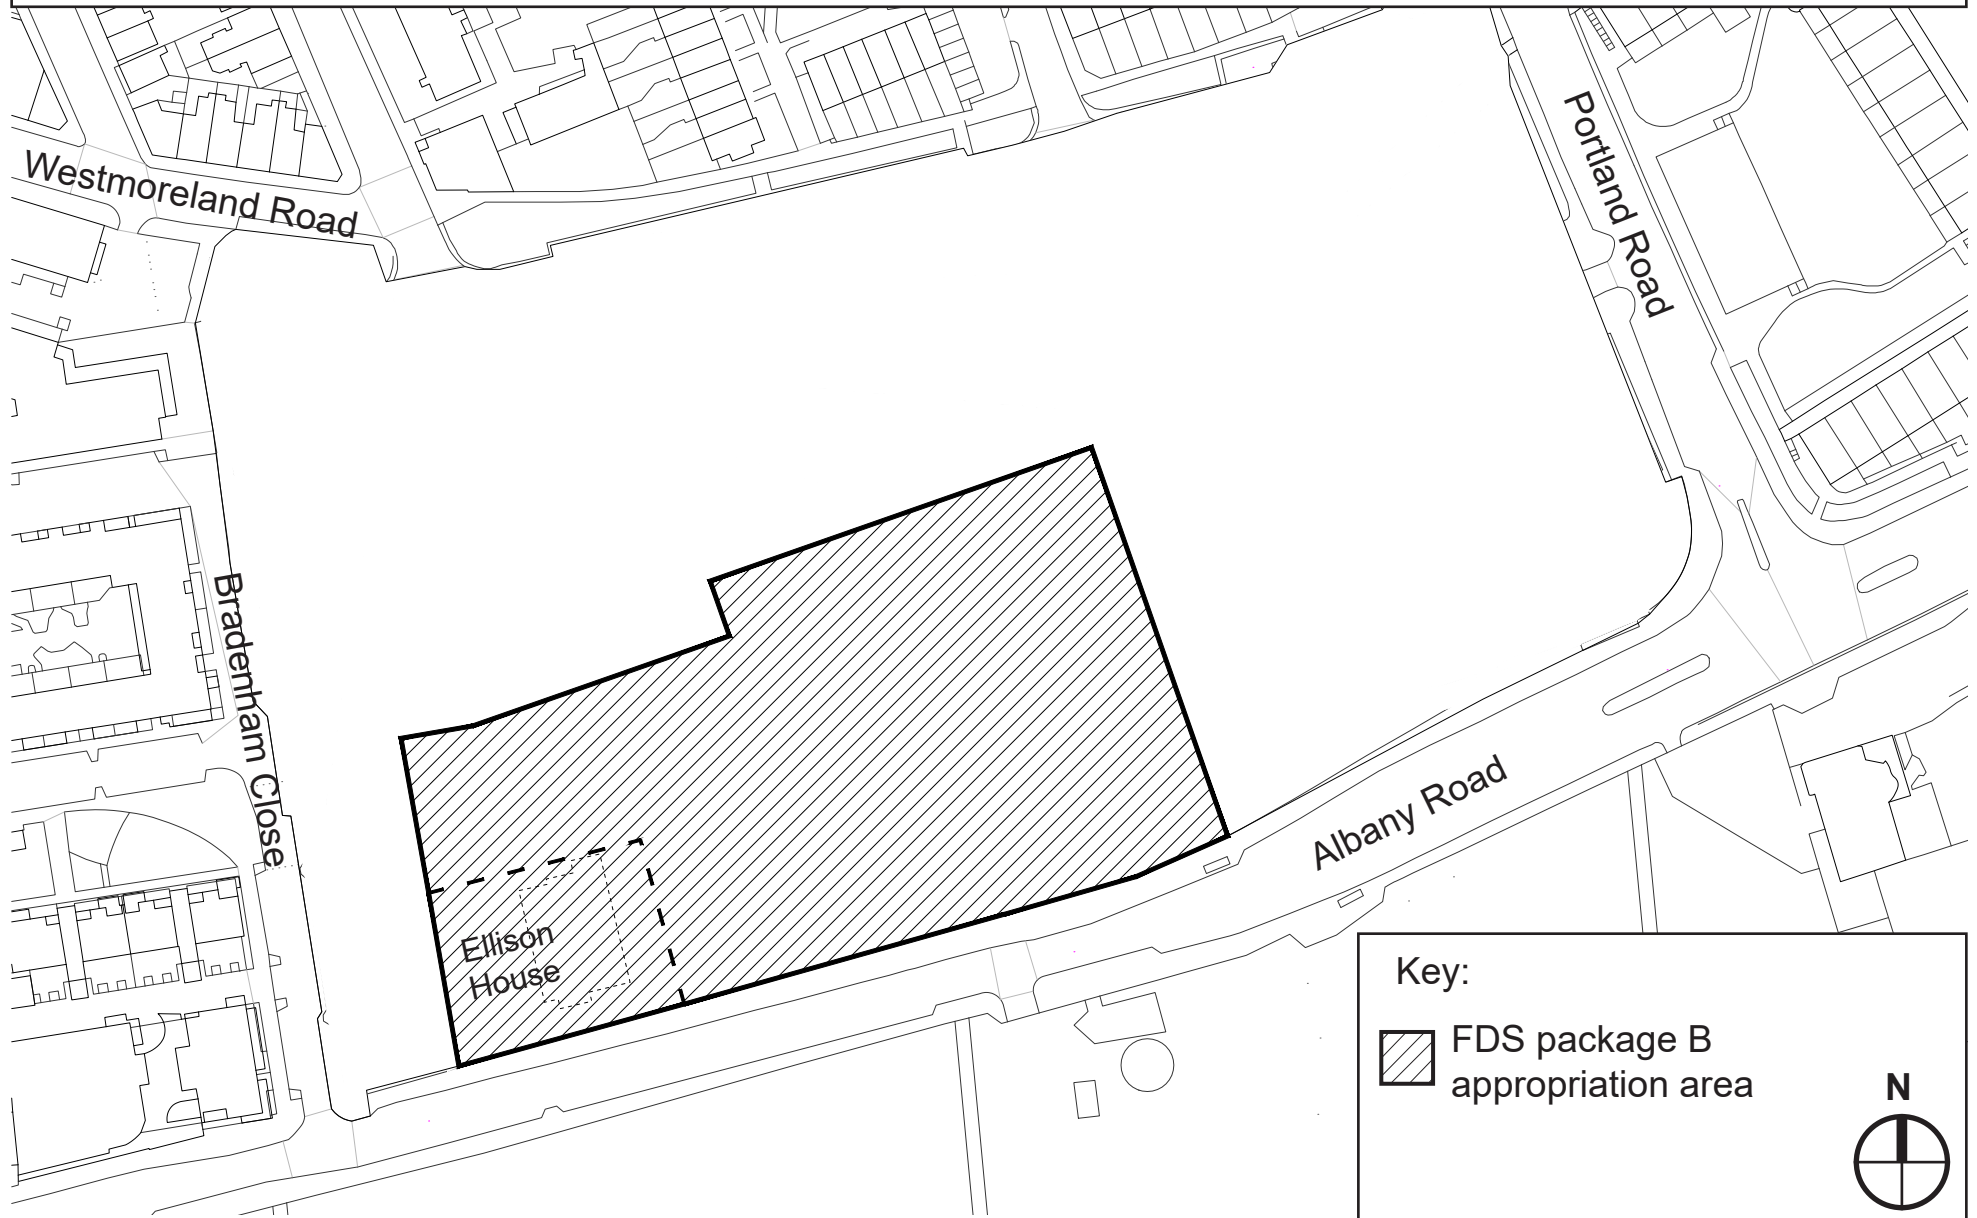 Westmoreland Road
Portland Road
Bradenham Close
Albany Road
Ellison
House
Key:
FDS package B
appropriation area
N